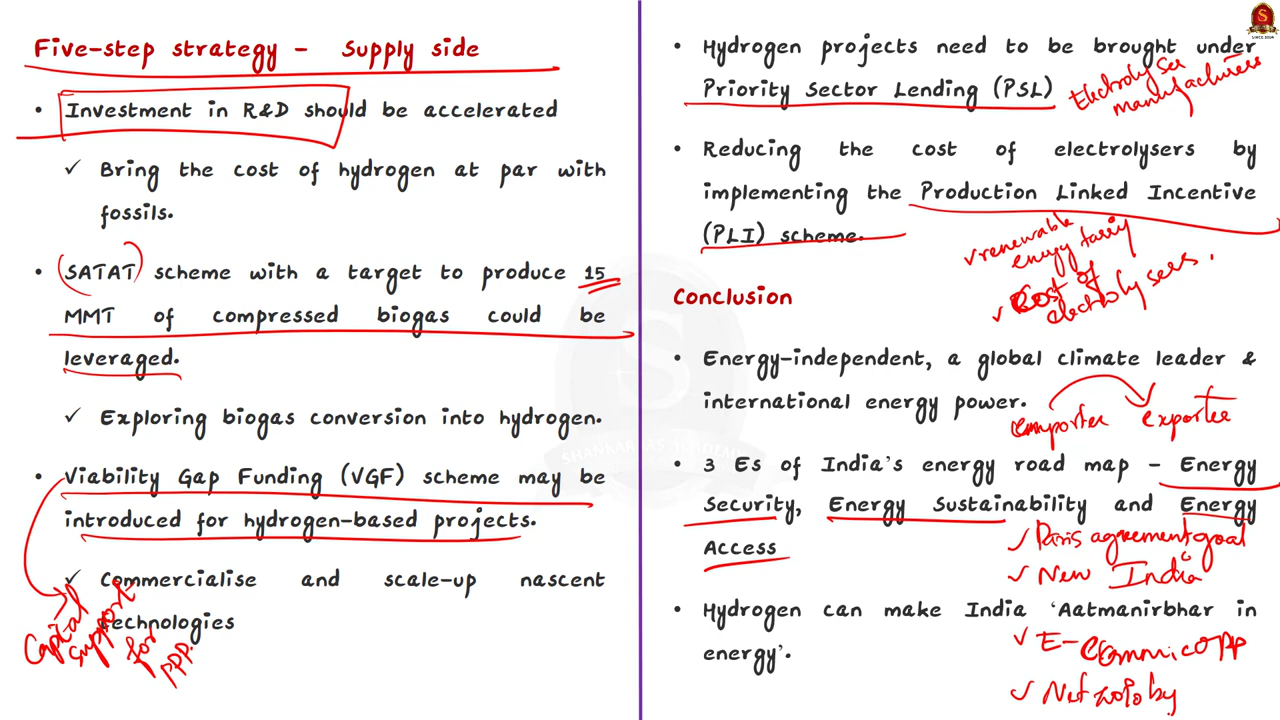 Five-step strategy - Supply side
• Investment in R&D should be accelerated
✓ Bring the cost of hydrogen at par with
fossils.
• SATAT scheme with a target to produce 15
MMT of compressed biogas could be
leveraged.
✓ Exploring biogas conversion into hydrogen.
• Viability Gap Funding (VGF) scheme may be
introduced for hydrogen-based projects.
✓ Commercialise and scale-up nascent
technologies
Capital
support
for
PPP.
• Hydrogen projects need to be brought under
Priority Sector Lending (PSL)
Electrolyser
manufacturers
• Reducing the cost of electrolysers by
implementing the Production Linked Incentive
(PLI) scheme.
✓ renewable
energy
✓ Cost of
electrolysers.
Conclusion
• Energy-independent, a global climate leader &
international energy power.
exporter
• 3 Es of India's energy road map - Energy
Security, Energy Sustainability and Energy
Access
✓ Paris agreement goal
✓ New India
• Hydrogen can make India 'Aatmanirbhar in
energy'.
✓ E-
✓ Net by
S
SINCE 2004
SHANKAR IAS ACADEMY